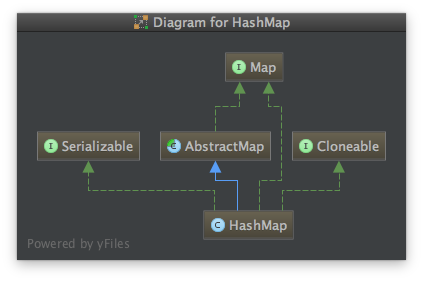 Diagram for HashMap
I Map
I Serializable
C AbstractMap
I Cloneable
C HashMap
Powered by yFiles